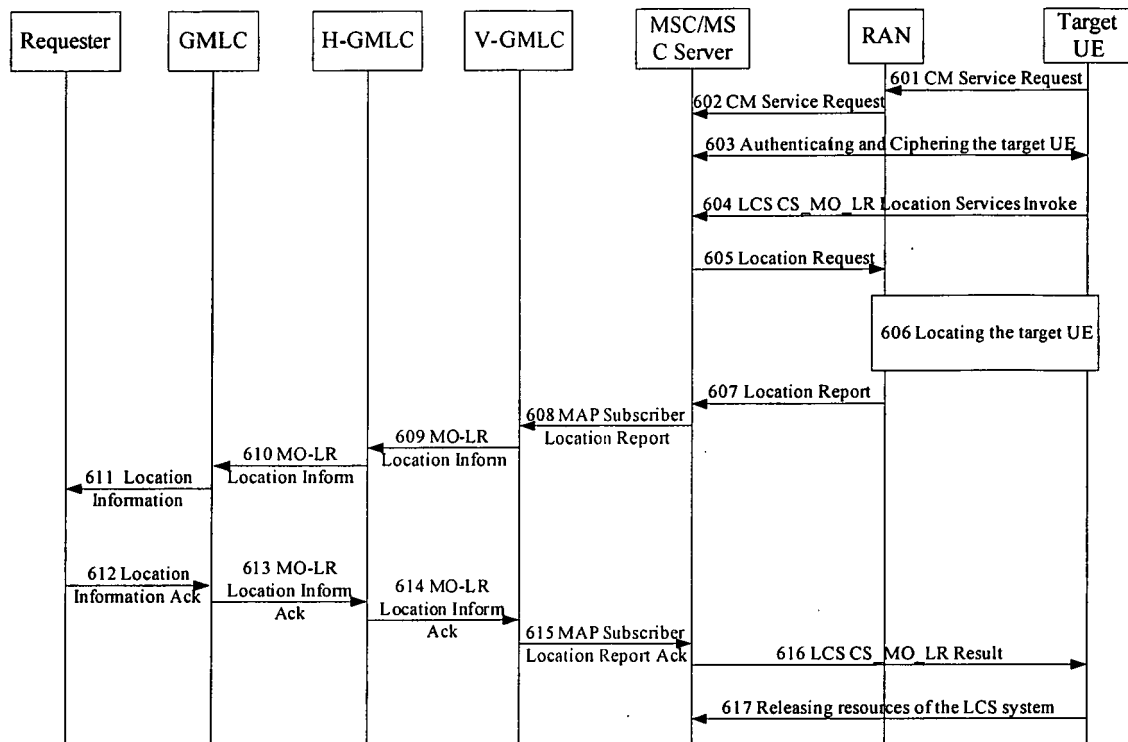 Requester
GMLC
H-GMLC
V-GMLC
MSC/MS
C Server
RAN
Target
UE
601 CM Service Request
602 CM Service Request
603 Authenticating and Ciphering the target UE
604 LCS CS_MO_LR Location Services Invoke
605 Location Request
606 Locating the target UE
607 Location Report
608 MAP Subscriber
Location Report
609 MO-LR
Location Inform
610 MO-LR
Location Inform
611 Location
Information
612 Location
Information Ack
613 MO-LR
Location Inform
Ack
614 MO-LR
Location Inform
Ack
615 MAP Subscriber
Location Report Ack
616 LCS CS_MO_LR Result
617 Releasing resources of the LCS system